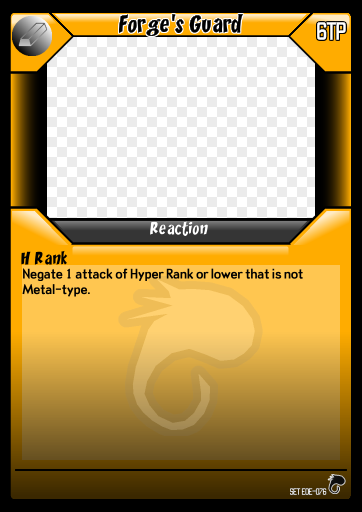 Forge's Guard
6TP
Reaction
H Rank
Negate 1 attack of Hyper Rank or lower that is not
Metal-type.
SET EOE-076